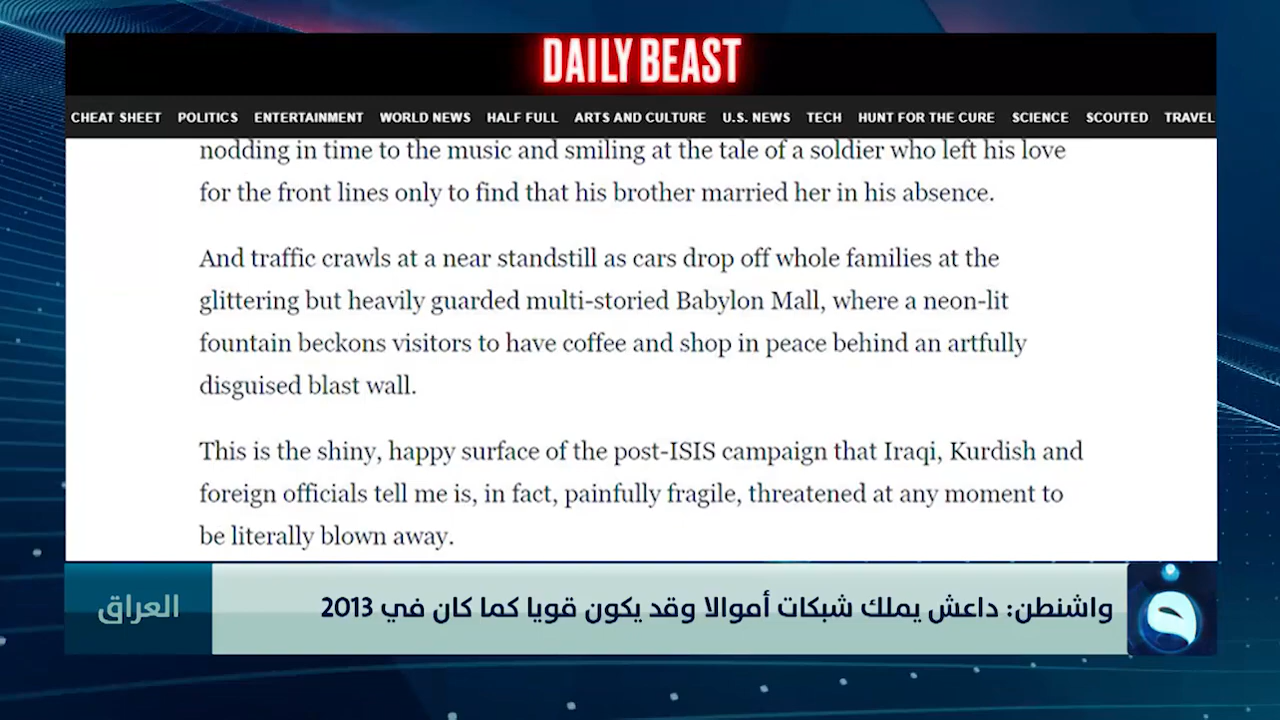 DAILY BEAST
CHEAT SHEET POLITICS ENTERTAINMENT WORLD NEWS HALF FULL ARTS AND CULTURE U.S. NEWS TECH HUNT FOR THE CURE SCIENCE SCOUTED TRAVEL
nodding in time to the music and smiling at the tale of a soldier who left his love
for the front lines only to find that his brother married her in his absence.
And traffic crawls at a near standstill as cars drop off whole families at the
glittering but heavily guarded multi-storied Babylon Mall, where a neon-lit
fountain beckons visitors to have coffee and shop in peace behind an artfully
disguised blast wall.
This is the shiny, happy surface of the post-ISIS campaign that Iraqi, Kurdish and
foreign officials tell me is, in fact, painfully fragile, threatened at any moment to
be literally blown away.
واشنطن: داعش يملك شبكات أموالا وقد يكون قويا كما كان في 2013
العراق